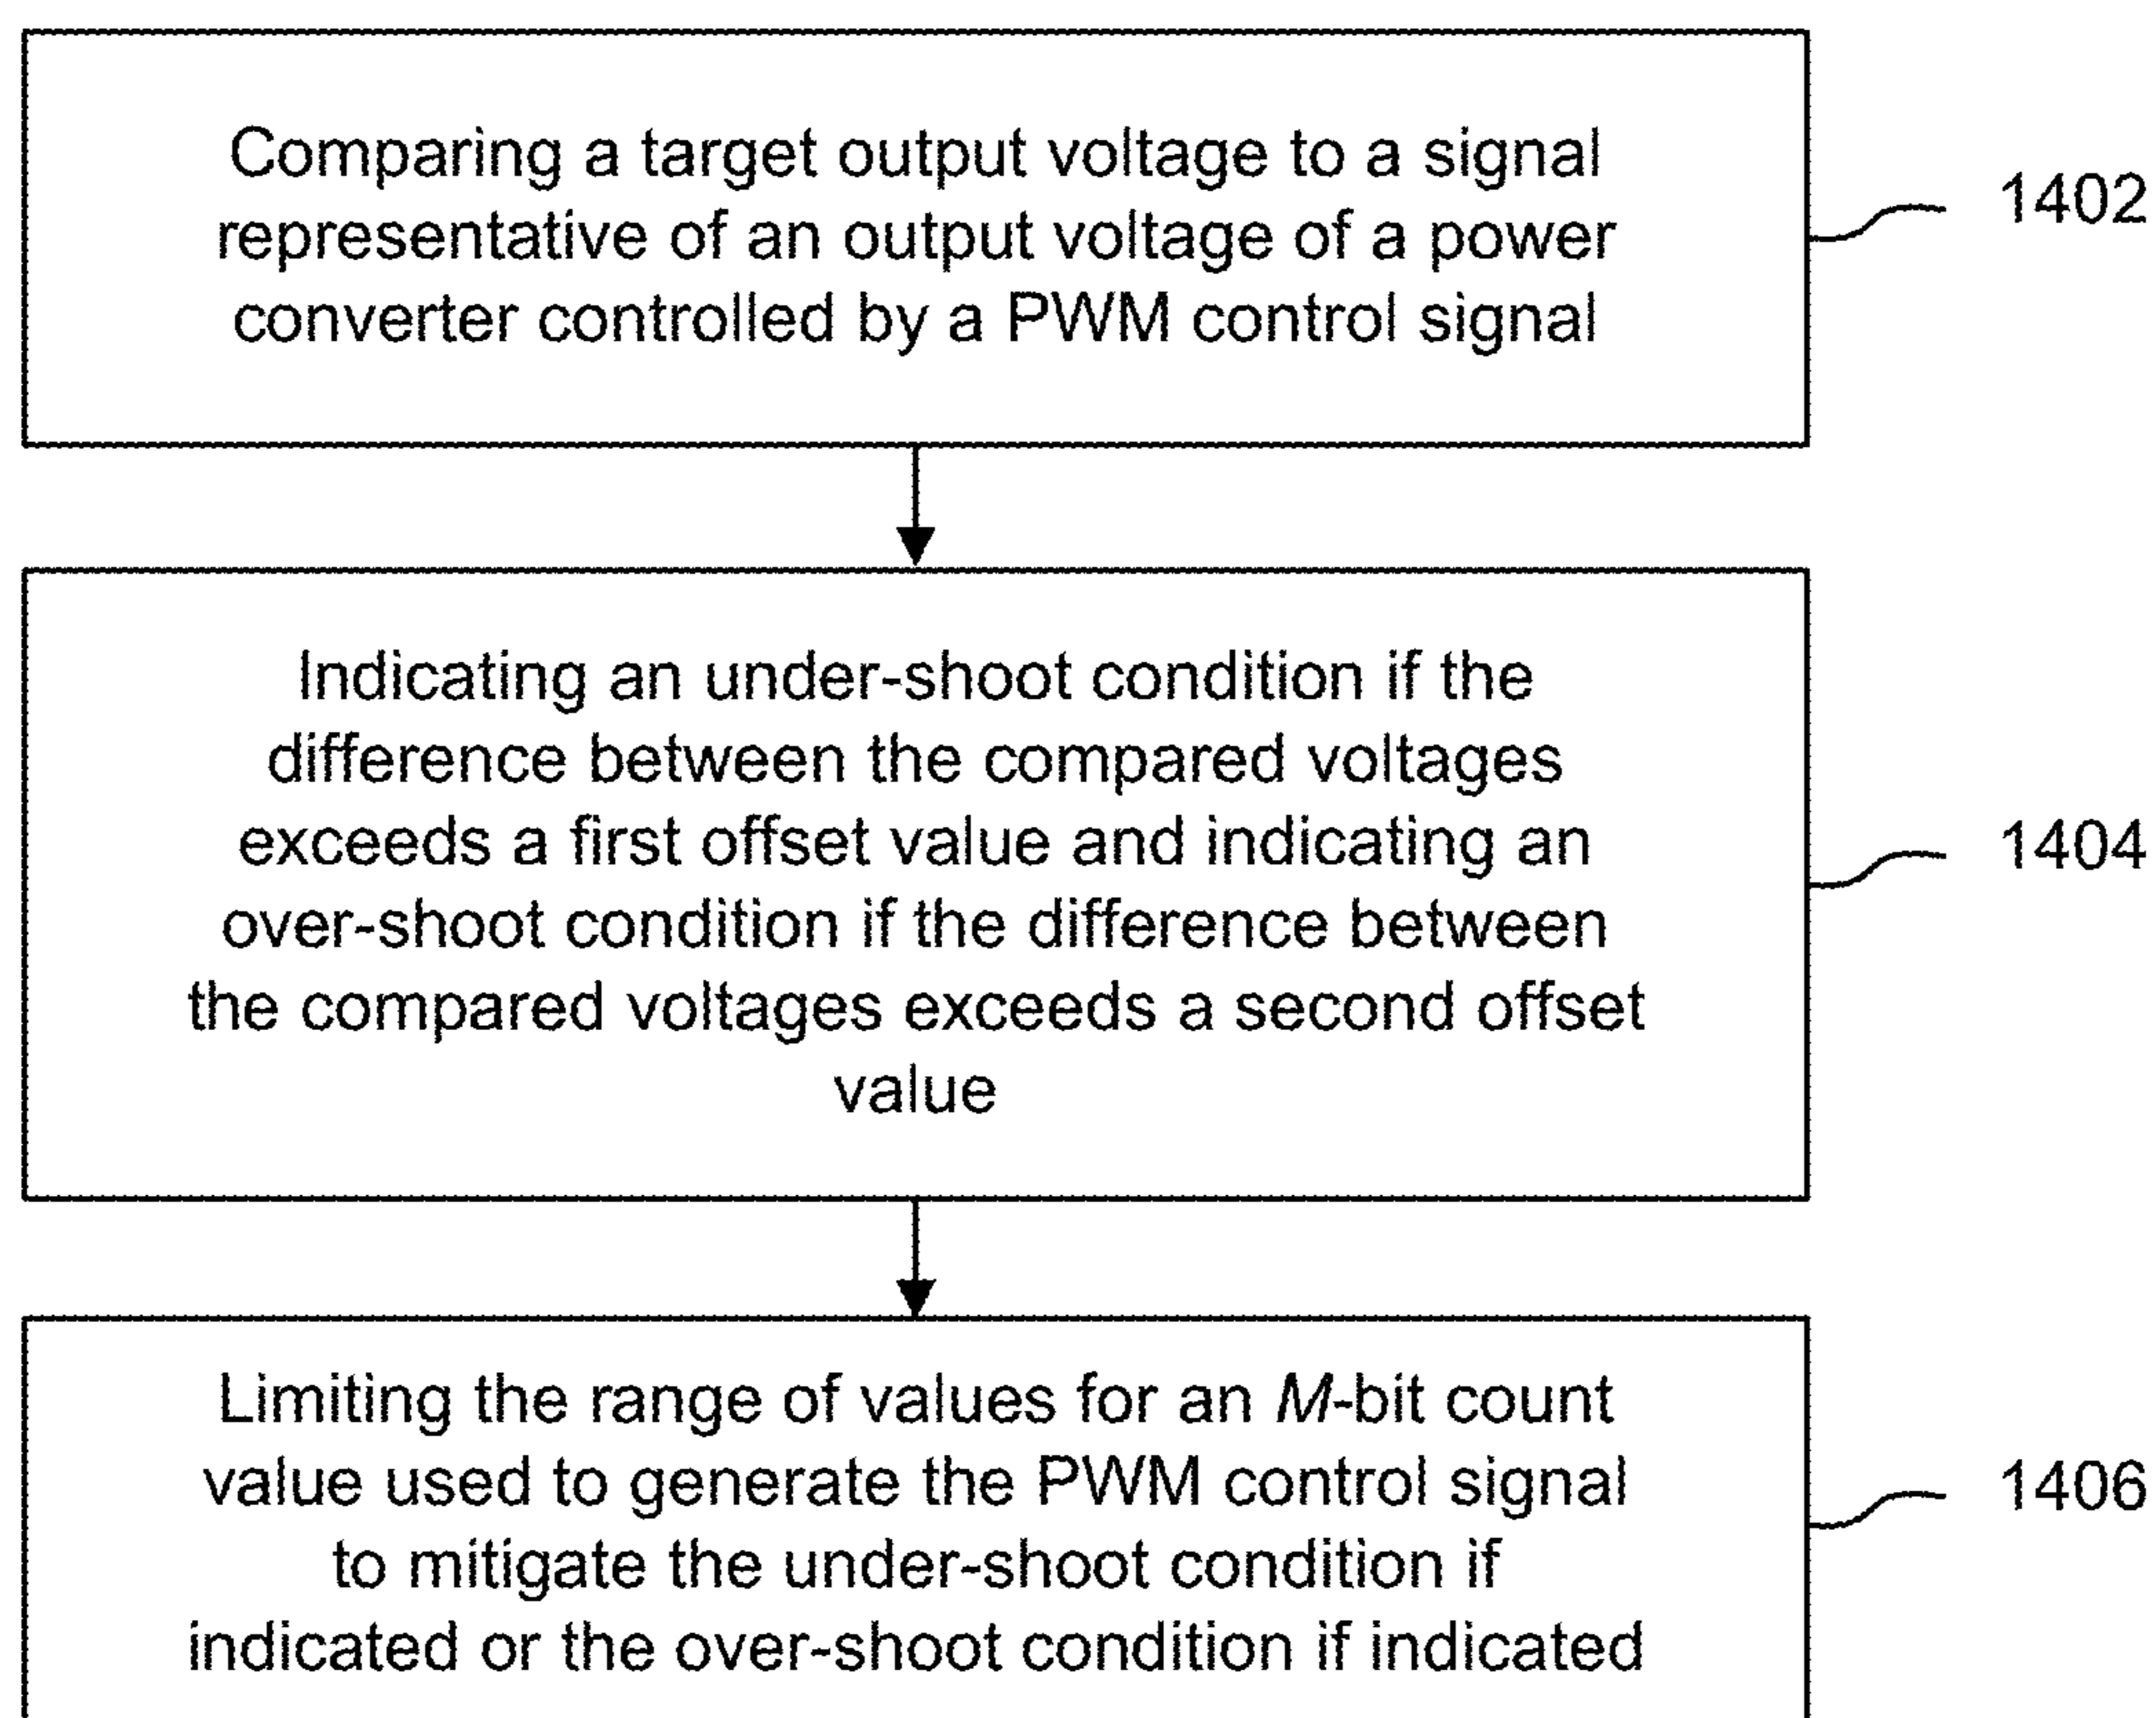 Comparing a target output voltage to a signal
representative of an output voltage of a power
converter controlled by a PWM control signal
1402
Indicating an under-shoot condition if the
difference between the compared voltages
exceeds a first offset value and indicating an
over-shoot condition if the difference between
the compared voltages exceeds a second offset
value
1404
Limiting the range of values for an M-bit count
value used to generate the PWM control signal
to mitigate the under-shoot condition if
indicated or the over-shoot condition if indicated
1406